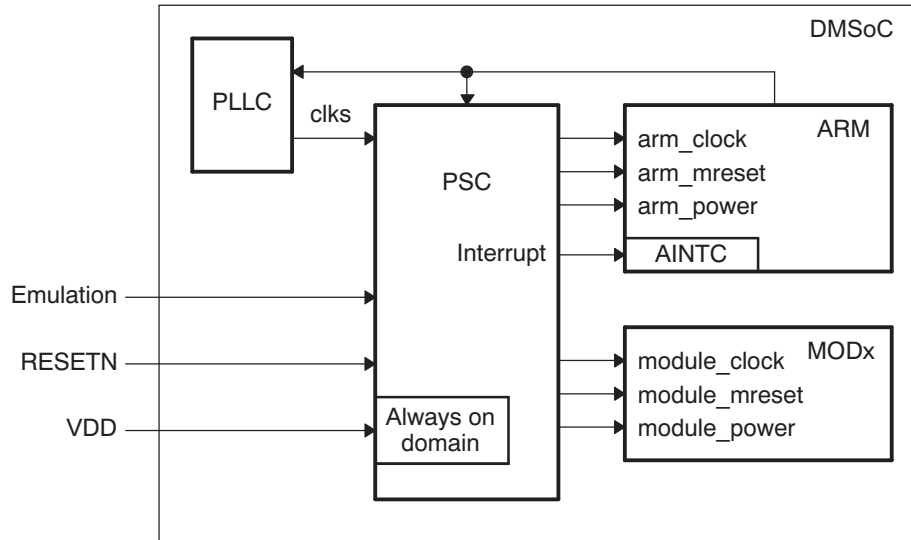 DMSoC
PLLC
clks
PSC
Interrupt
ARM
arm_clock
arm_mreset
arm_power
AINTC
Emulation
RESETN
VDD
Always on
domain
MODx
module_clock
module_mreset
module_power